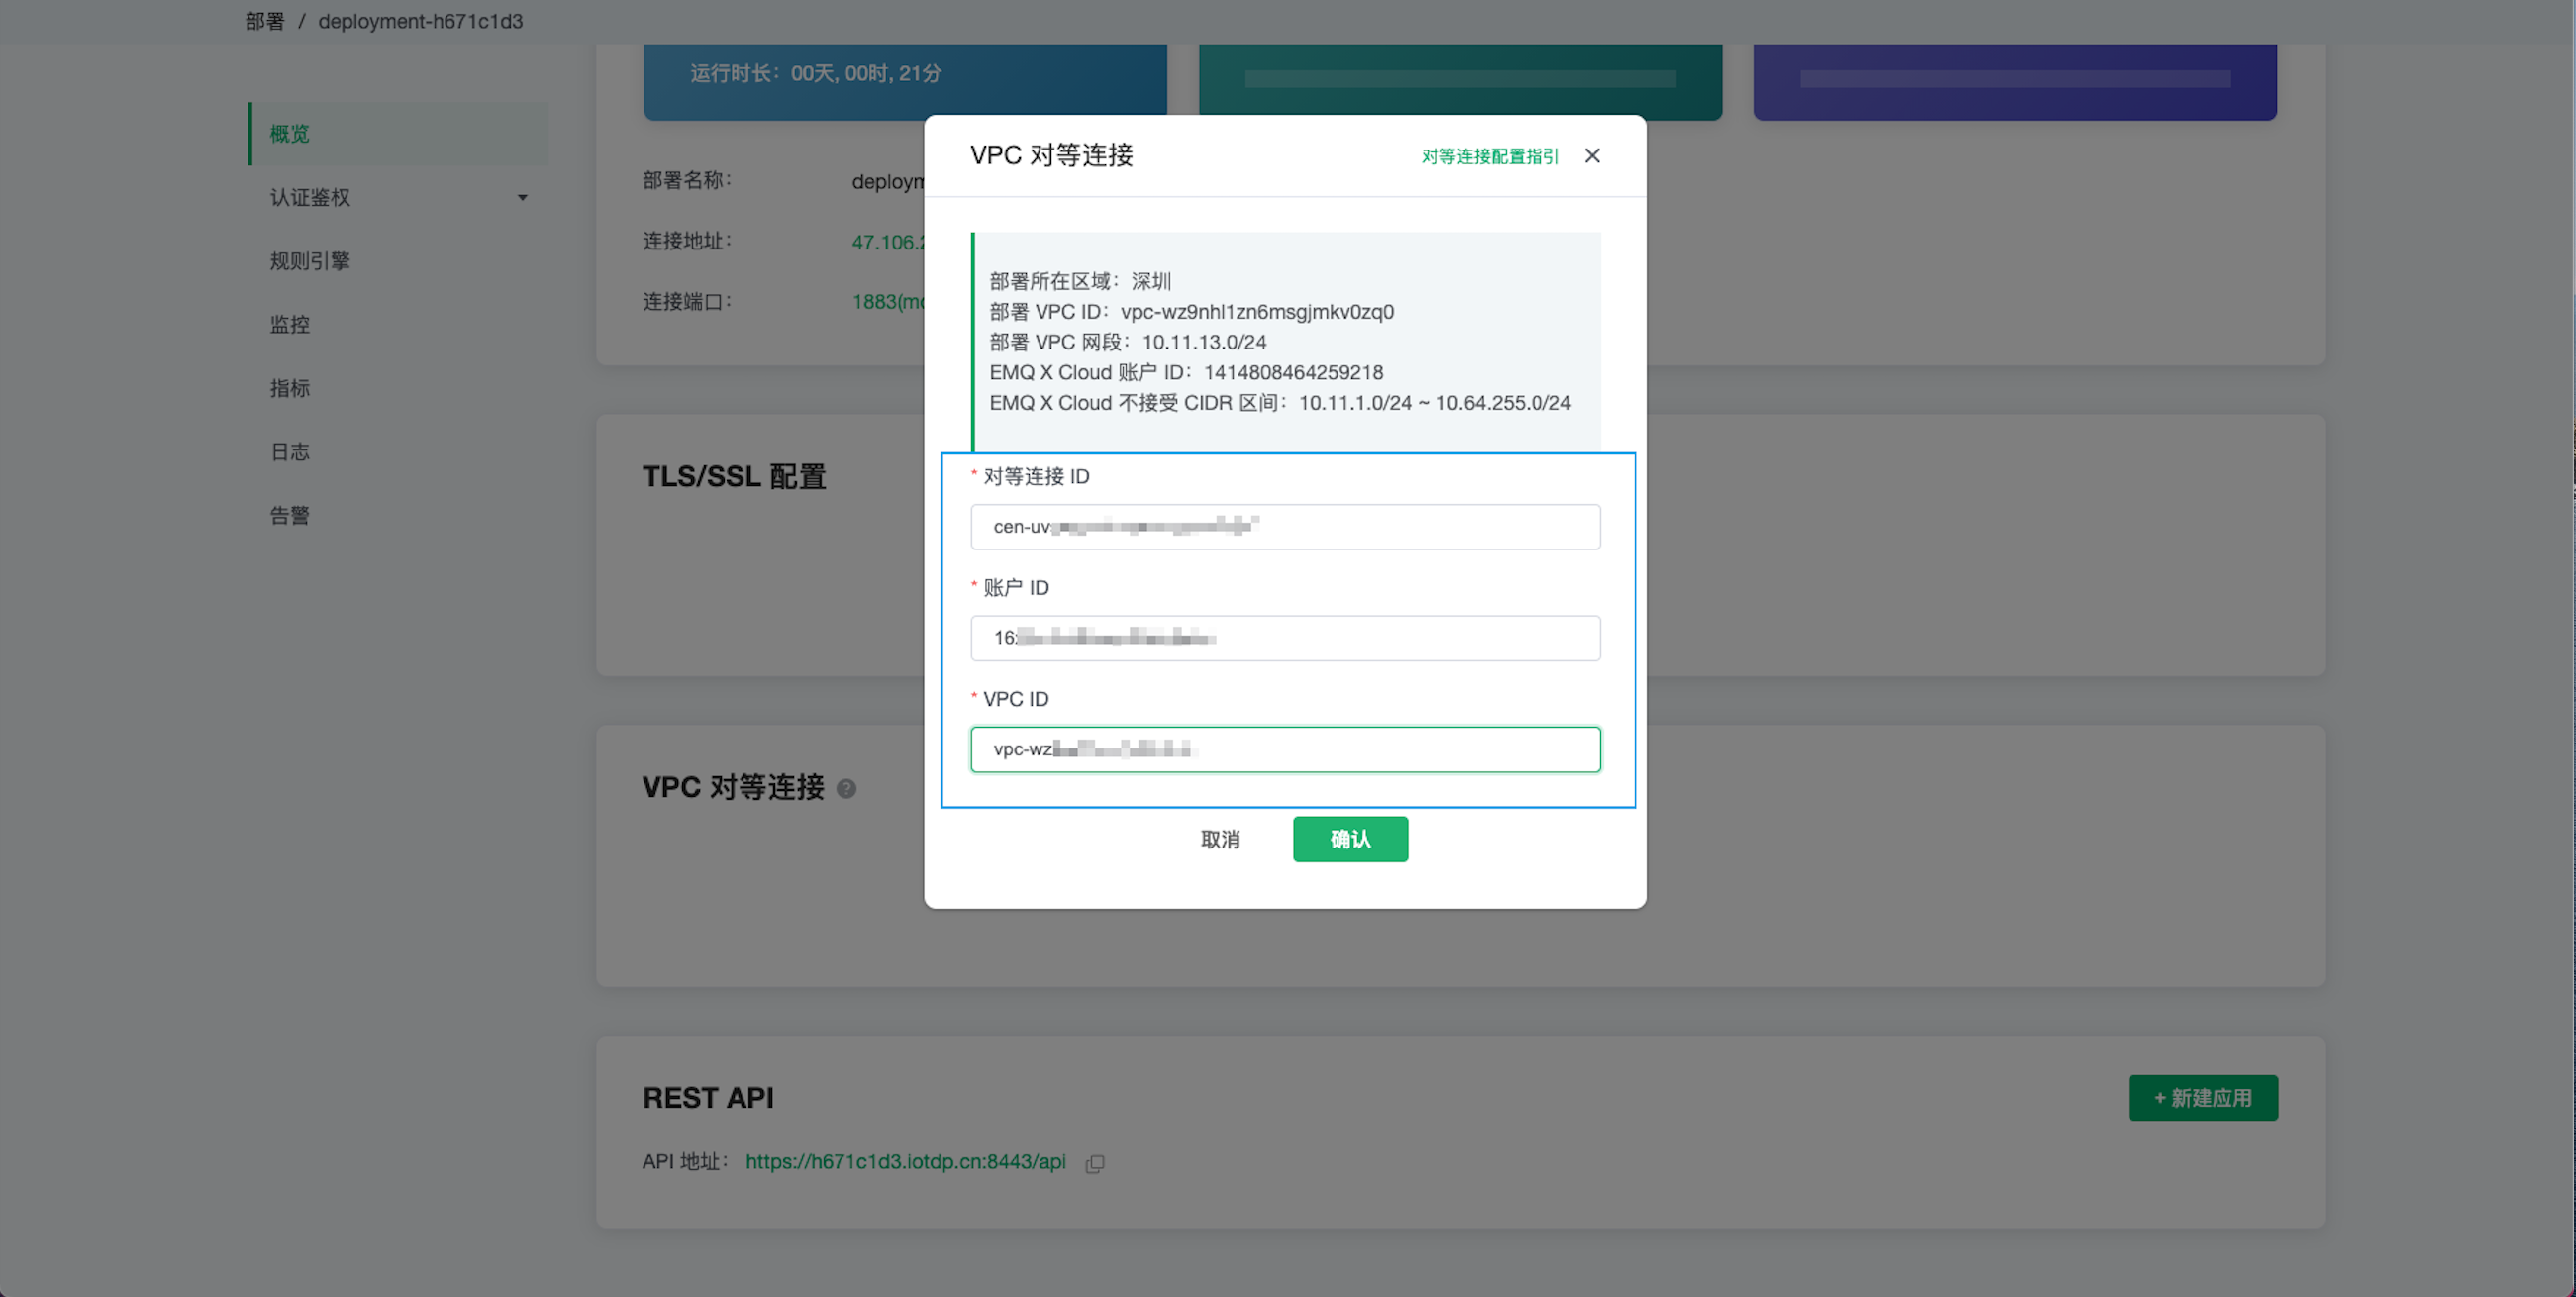 部署 / deployment-h671c1d3
运行时长：00天, 00时, 21分
概览
认证鉴权
规则引擎
监控
指标
日志
告警
部署名称：
连接地址： 47.106.
连接端口： 1883(
VPC 对等连接
对等连接配置指引
部署所在区域：深圳
部署 VPC ID：vpc-wz9nhl1zn6msgjmkv0zq0
部署 VPC 网段：10.11.13.0/24
EMQ X Cloud 账户 ID：1414808464259218
EMQ X Cloud 不接受 CIDR 区间：10.11.1.0/24 ~ 10.64.255.0/24
* 对等连接 ID
cen-uv
* 账户 ID
16
* VPC ID
vpc-wz
取消
确认
TLS/SSL 配置
VPC 对等连接 ?
REST API
+ 新建应用
API 地址： https://h671c1d3.iotdp.cn:8443/api